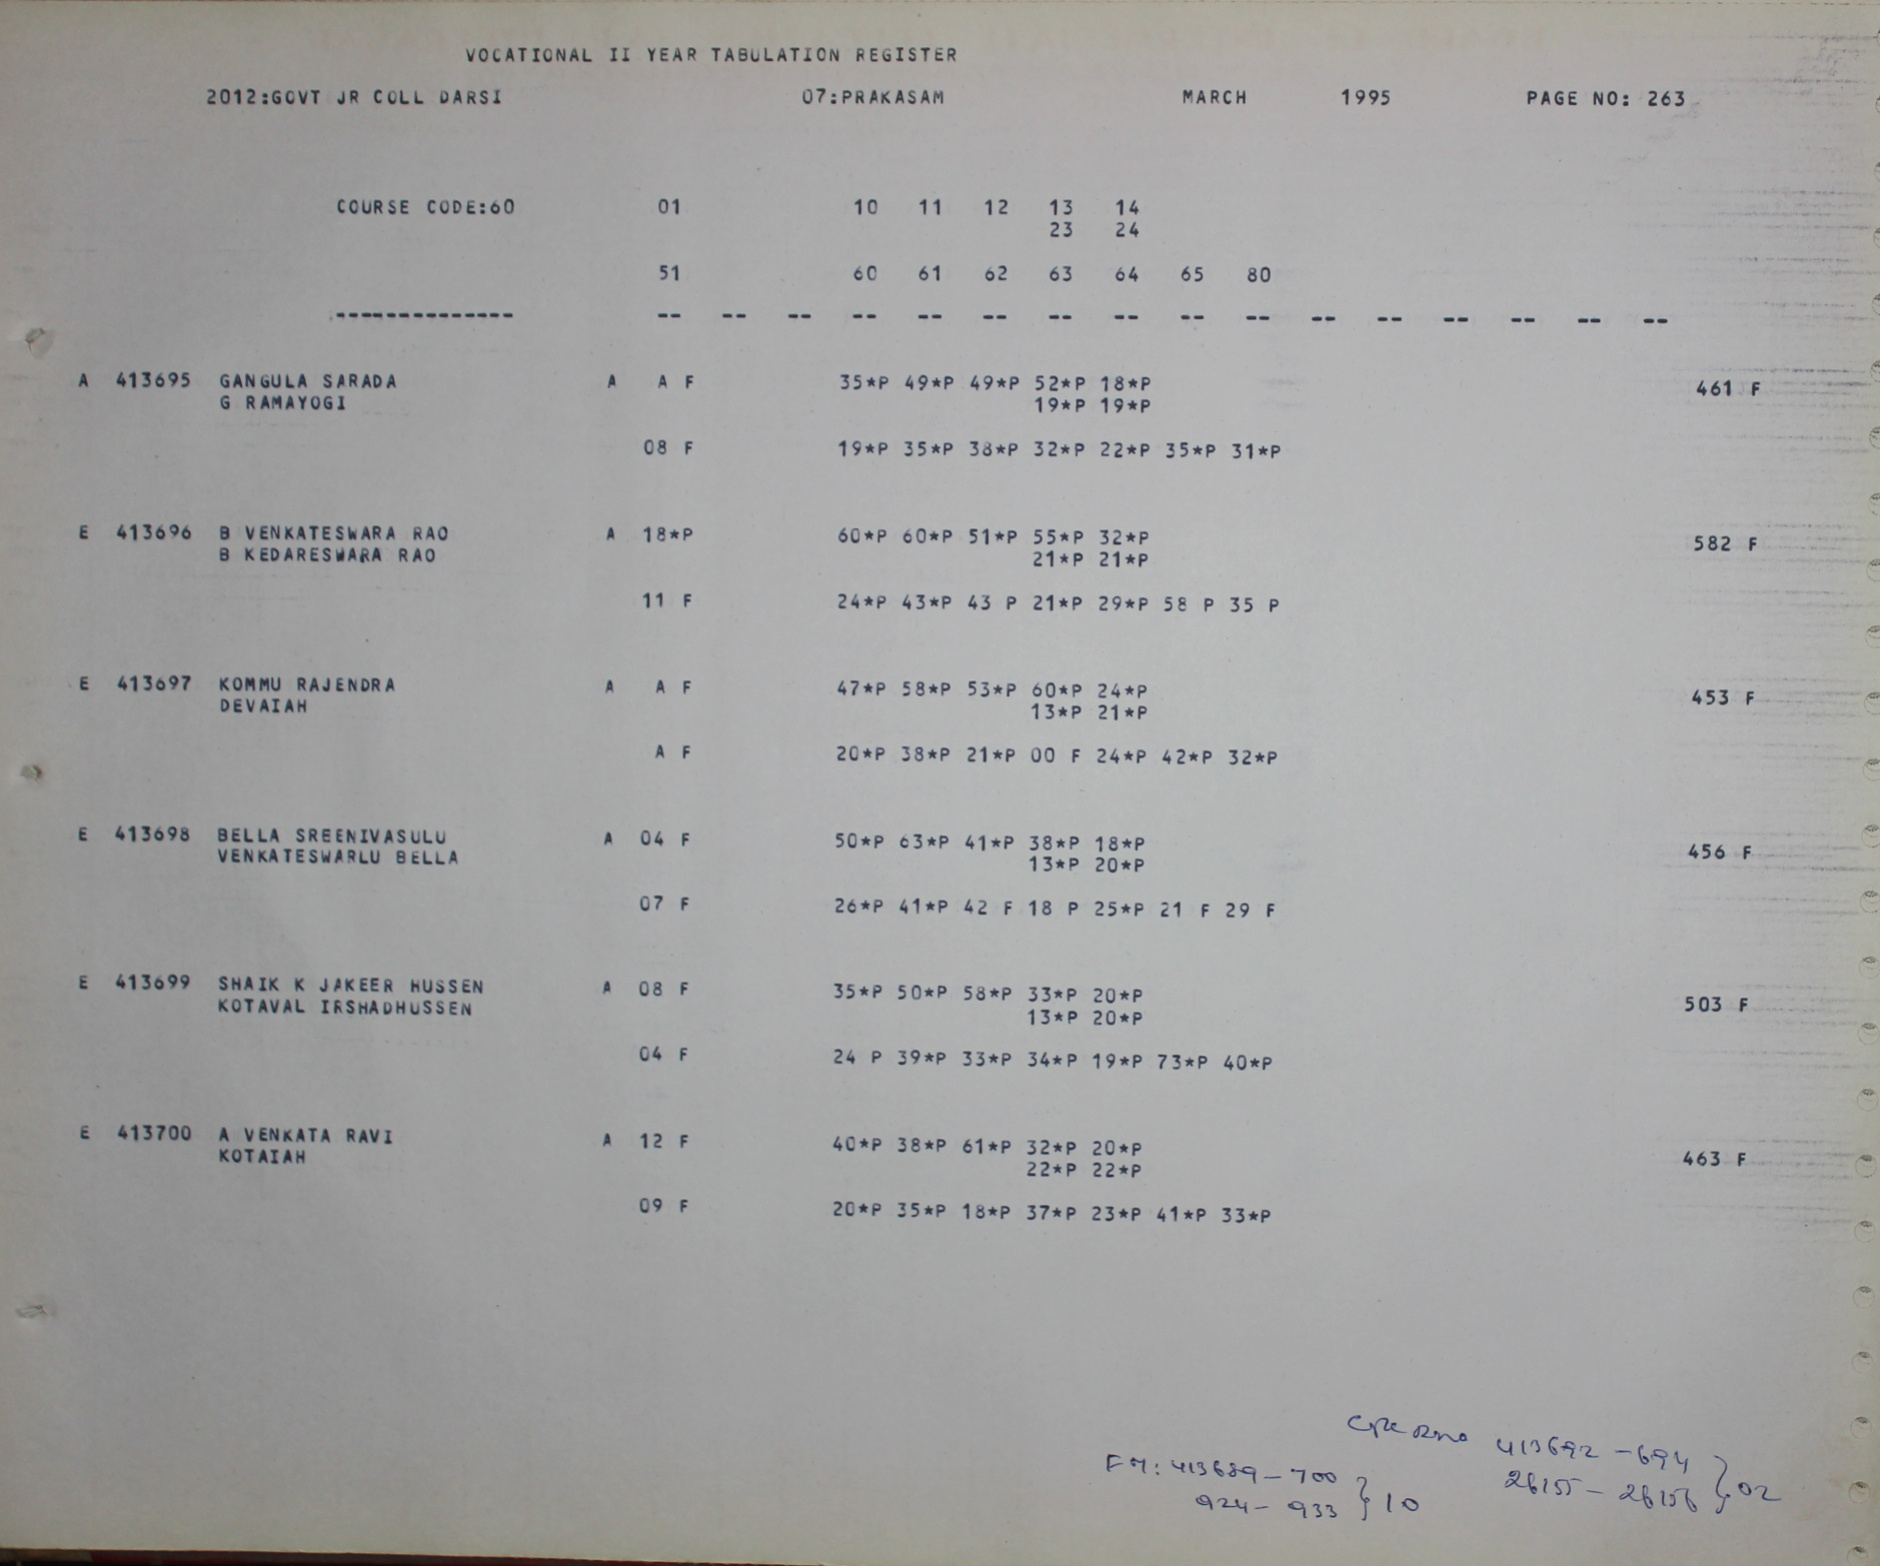 VOCATIONAL II YEAR TABULATION REGISTER
2012:GOVT JR COLL DARSI 07:PRAKASAM MARCH 1995 PAGE NO: 263
COURSE CODE:60 01 10 11 12 13 14
23 24
51 60 61 62 63 64 65 80
-------------- -- -- -- -- -- -- -- -- -- -- -- -- -- -- -- --
A 413695 GANGULA SARADA A A F 35*P 49*P 49*P 52*P 18*P 461 F
G RAMAYOGI 19*P 19*P
08 F 19*P 35*P 38*P 32*P 22*P 35*P 31*P
E 413696 B VENKATESWARA RAO A 18*P 60*P 60*P 51*P 55*P 32*P 582 F
B KEDARESWARA RAO 21*P 21*P
11 F 24*P 43*P 43 P 21*P 29*P 58 P 35 P
E 413697 KOMMU RAJENDRA A A F 47*P 58*P 53*P 60*P 24*P 453 F
DEVAIAH 13*P 21*P
A F 20*P 38*P 21*P 00 F 24*P 42*P 32*P
E 413698 BELLA SREENIVASULU A 04 F 50*P 63*P 41*P 38*P 18*P 456 F
VENKATESWARLU BELLA 13*P 20*P
07 F 26*P 41*P 42 F 18 P 25*P 21 F 29 F
E 413699 SHAIK K JAKEER HUSSEN A 08 F 35*P 50*P 58*P 33*P 20*P 503 F
KOTAVAL IRSHADHUSSEN 13*P 20*P
04 F 24 P 39*P 33*P 34*P 19*P 73*P 40*P
E 413700 A VENKATA RAVI A 12 F 40*P 38*P 61*P 32*P 20*P 463 F
KOTAIAH 22*P 22*P
09 F 20*P 35*P 18*P 37*P 23*P 41*P 33*P
413692 - 694
26155 - 26156 } 02
FM: 413689 - 700
924 - 933 } 10